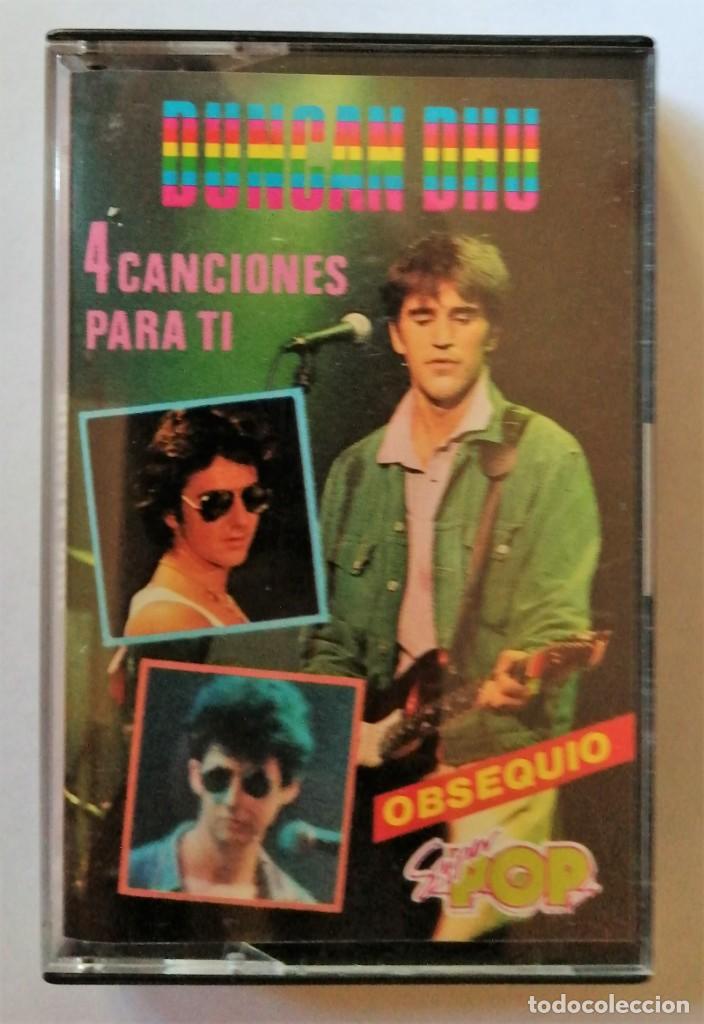 DUNCAN DHU
4 CANCIONES
PARA TI
OBSEQUIO
Super
POP
todocoleccion